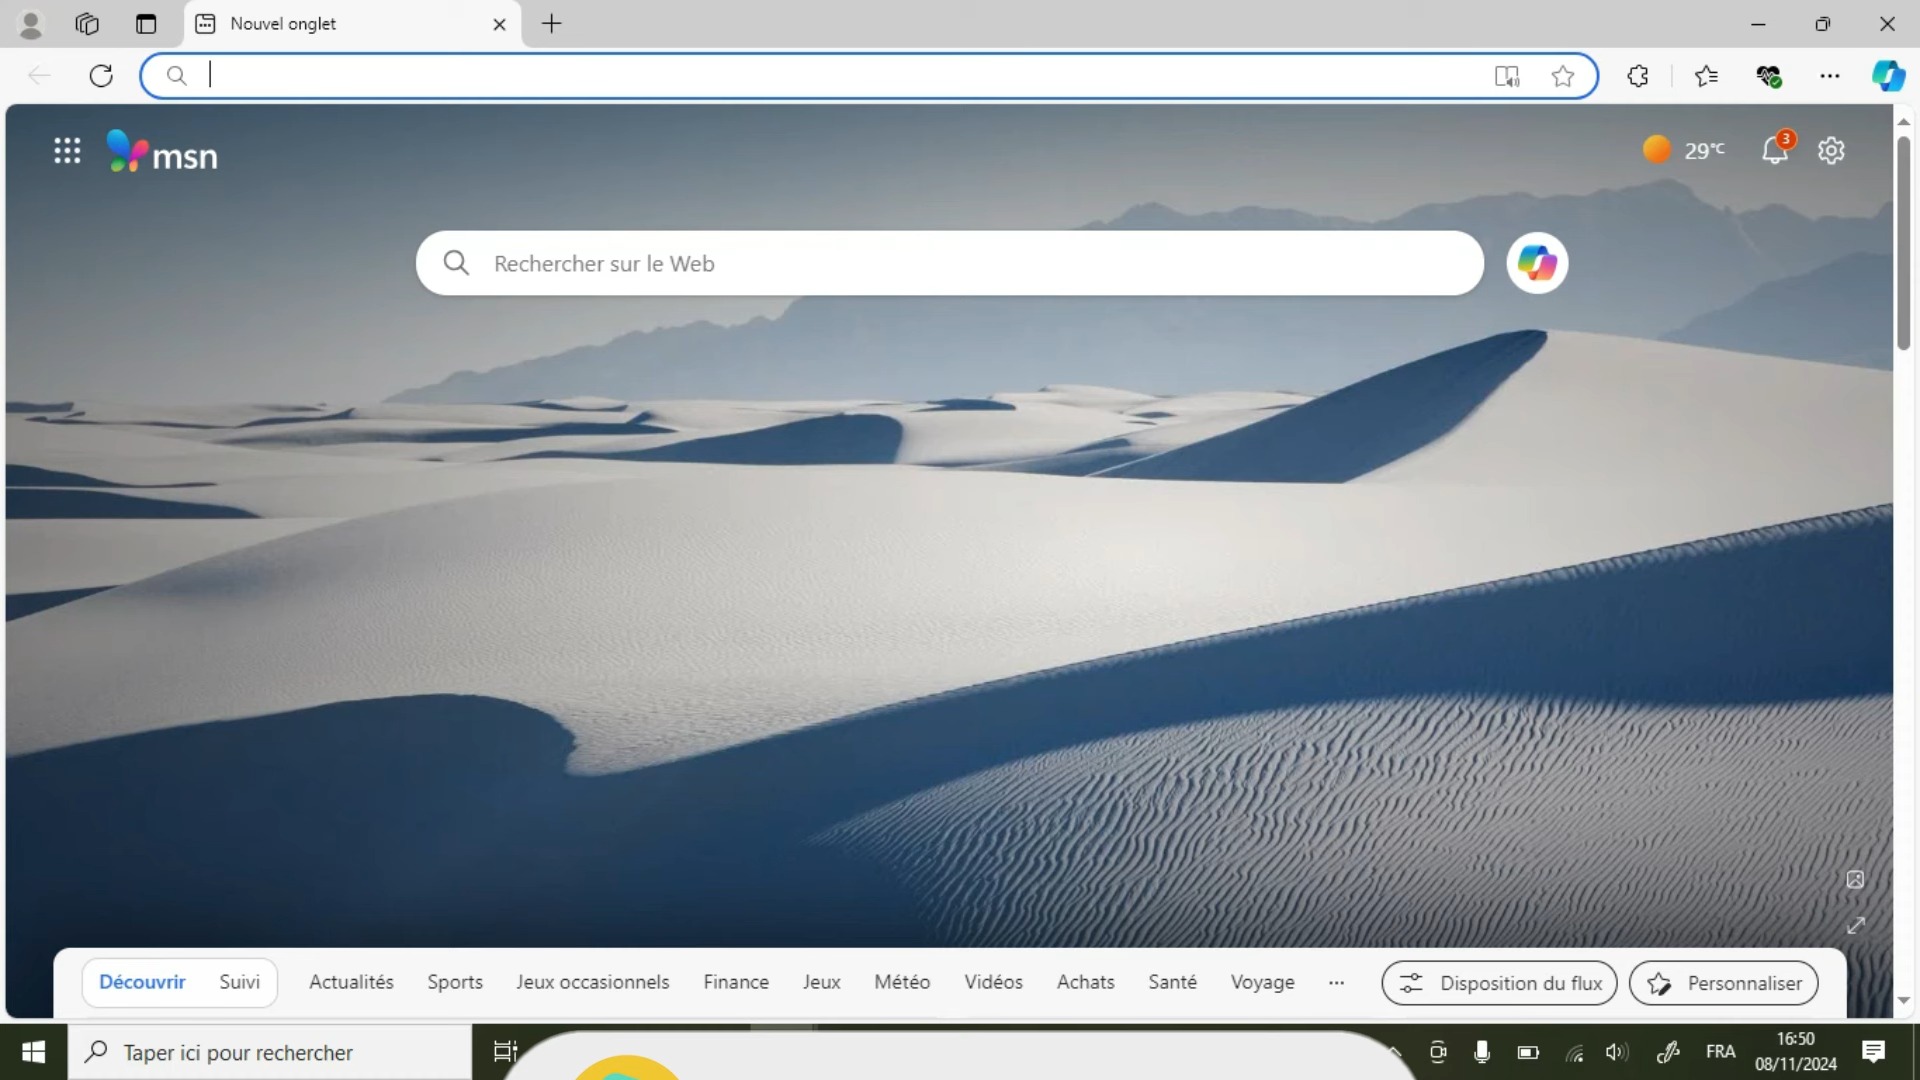 Nouvel onglet
msn
29°C
3
Rechercher sur le Web
Découvrir Suivi Actualités Sports Jeux occasionnels Finance Jeux Météo Vidéos Achats Santé Voyage ... Disposition du flux Personnaliser
Taper ici pour rechercher
FRA
16:50
08/11/2024